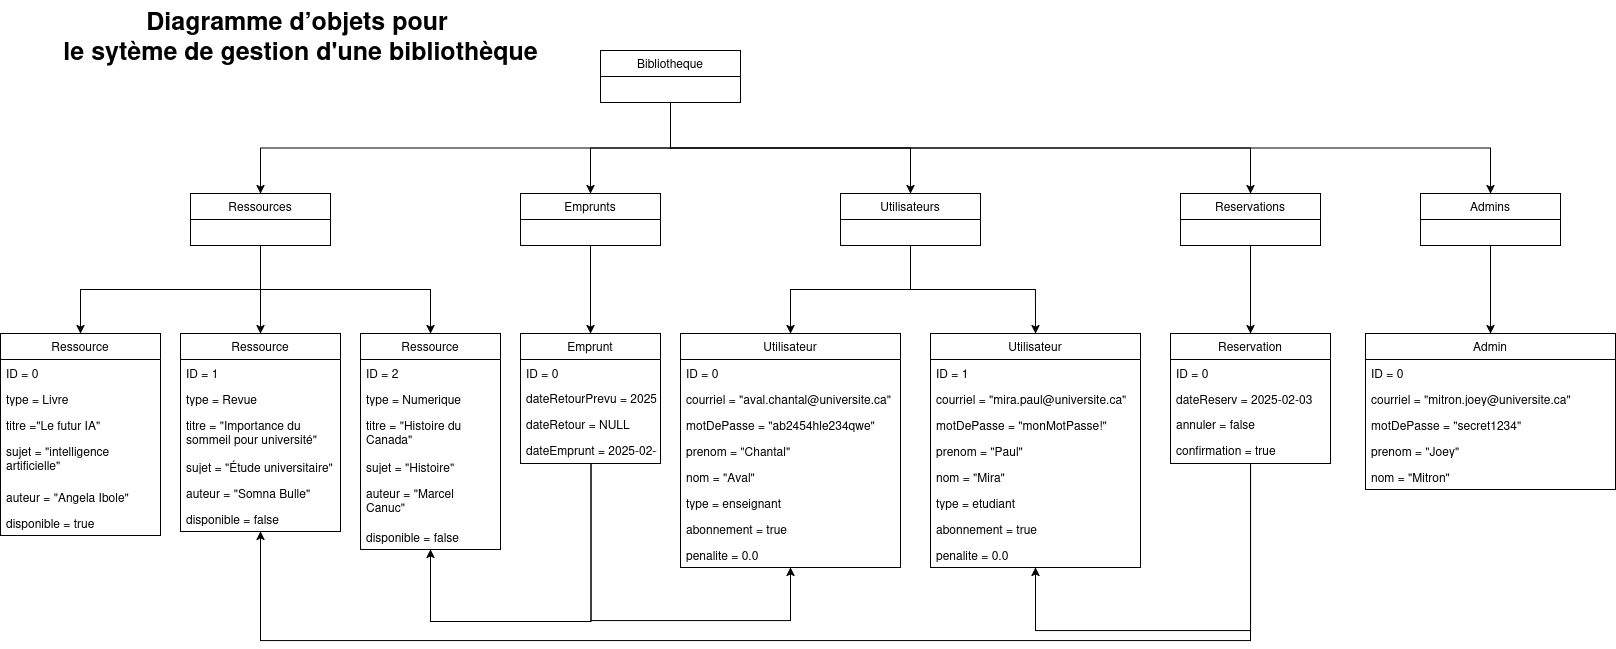 Diagramme d’objets pour
le sytème de gestion d'une bibliothèque
Bibliotheque
Ressources
Emprunts
Utilisateurs
Reservations
Admins
Ressource
ID = 0
type = Livre
titre ="Le futur IA"
sujet = "intelligence
artificielle"
auteur = "Angela Ibole"
disponible = true
Ressource
ID = 1
type = Revue
titre = "Importance du
sommeil pour université"
sujet = "Étude universitaire"
auteur = "Somna Bulle"
disponible = false
Ressource
ID = 2
type = Numerique
titre = "Histoire du
Canada"
sujet = "Histoire"
auteur = "Marcel
Canuc"
disponible = false
Emprunt
ID = 0
dateRetourPrevu = 2025
dateRetour = NULL
dateEmprunt = 2025-02-
Utilisateur
ID = 0
courriel = "aval.chantal@universite.ca"
motDePasse = "ab2454hle234qwe"
prenom = "Chantal"
nom = "Aval"
type = enseignant
abonnement = true
penalite = 0.0
Utilisateur
ID = 1
courriel = "mira.paul@universite.ca"
motDePasse = "monMotPasse!"
prenom = "Paul"
nom = "Mira"
type = etudiant
abonnement = true
penalite = 0.0
Reservation
ID = 0
dateReserv = 2025-02-03
annuler = false
confirmation = true
Admin
ID = 0
courriel = "mitron.joey@universite.ca"
motDePasse = "secret1234"
prenom = "Joey"
nom = "Mitron"